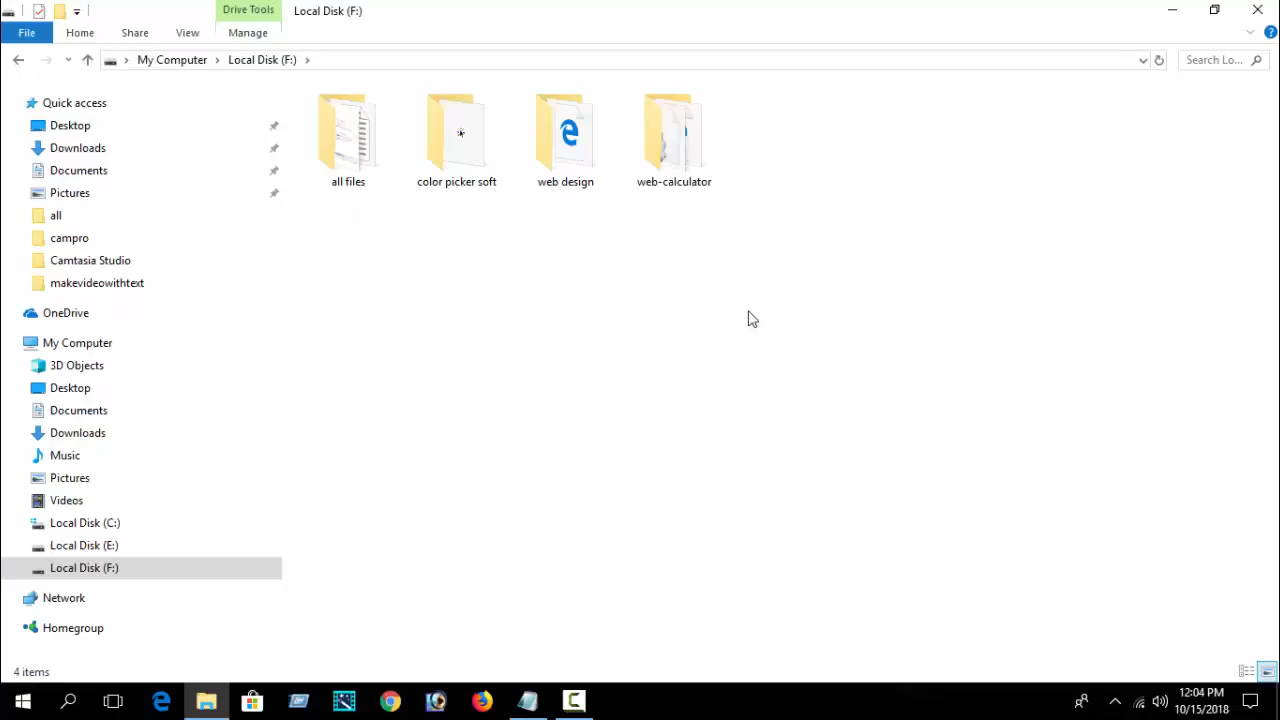 Drive Tools
Local Disk (F:)
File
Home
Share
View
Manage
My Computer
Local Disk (F:)
Search Lo...
Quick access
Desktop
Downloads
Documents
Pictures
all
campro
Camtasia Studio
makevideowithtext
OneDrive
My Computer
3D Objects
Desktop
Documents
Downloads
Music
Pictures
Videos
Local Disk (C:)
Local Disk (E:)
Local Disk (F:)
Network
Homegroup
all files
color picker soft
web design
web-calculator
4 items
12:04 PM
10/15/2018